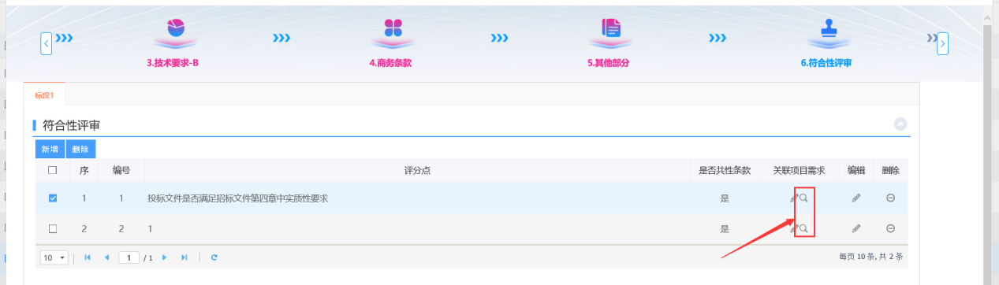 3.技术要求-B
4.商务条款
5.其他部分
6.符合性评审
标段1
符合性评审
新增 删除
序 编号 评分点 是否共性条款 关联项目需求 编辑 删除
1 1 投标文件是否满足招标文件第四章中实质性要求 是
2 2 1 是
10 1 / 1 每页 10 条, 共 2 条